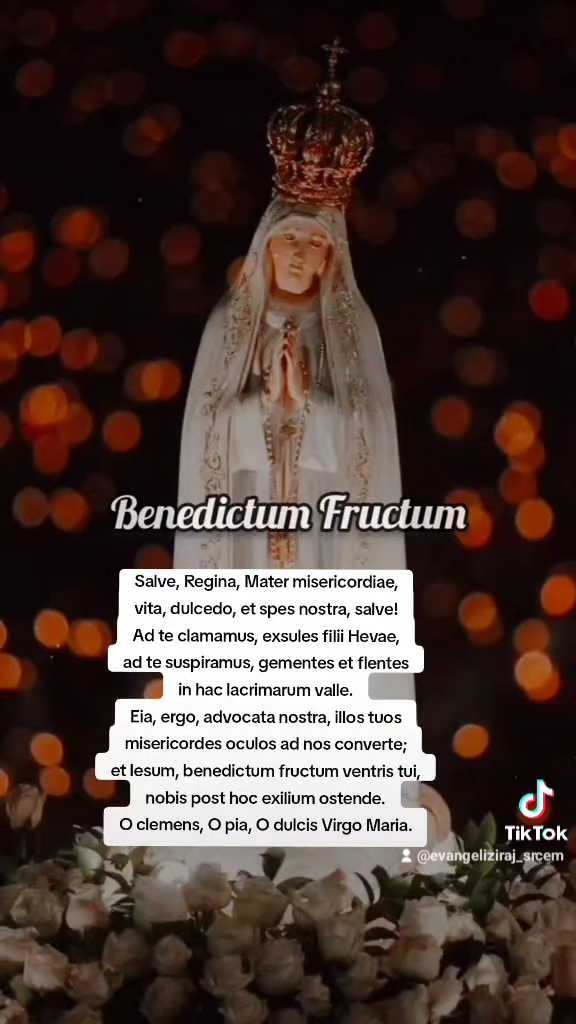 Benedictum Fructum
Salve, Regina, Mater misericordiae,
vita, dulcedo, et spes nostra, salve!
Ad te clamamus, exsules filii Hevae,
ad te suspiramus, gementes et flentes
in hac lacrimarum valle.
Eia, ergo, advocata nostra, illos tuos
misericordes oculos ad nos converte;
et Iesum, benedictum fructum ventris tui,
nobis post hoc exilium ostende.
O clemens, O pia, O dulcis Virgo Maria.
TikTok
@evangeliziraj_srcem